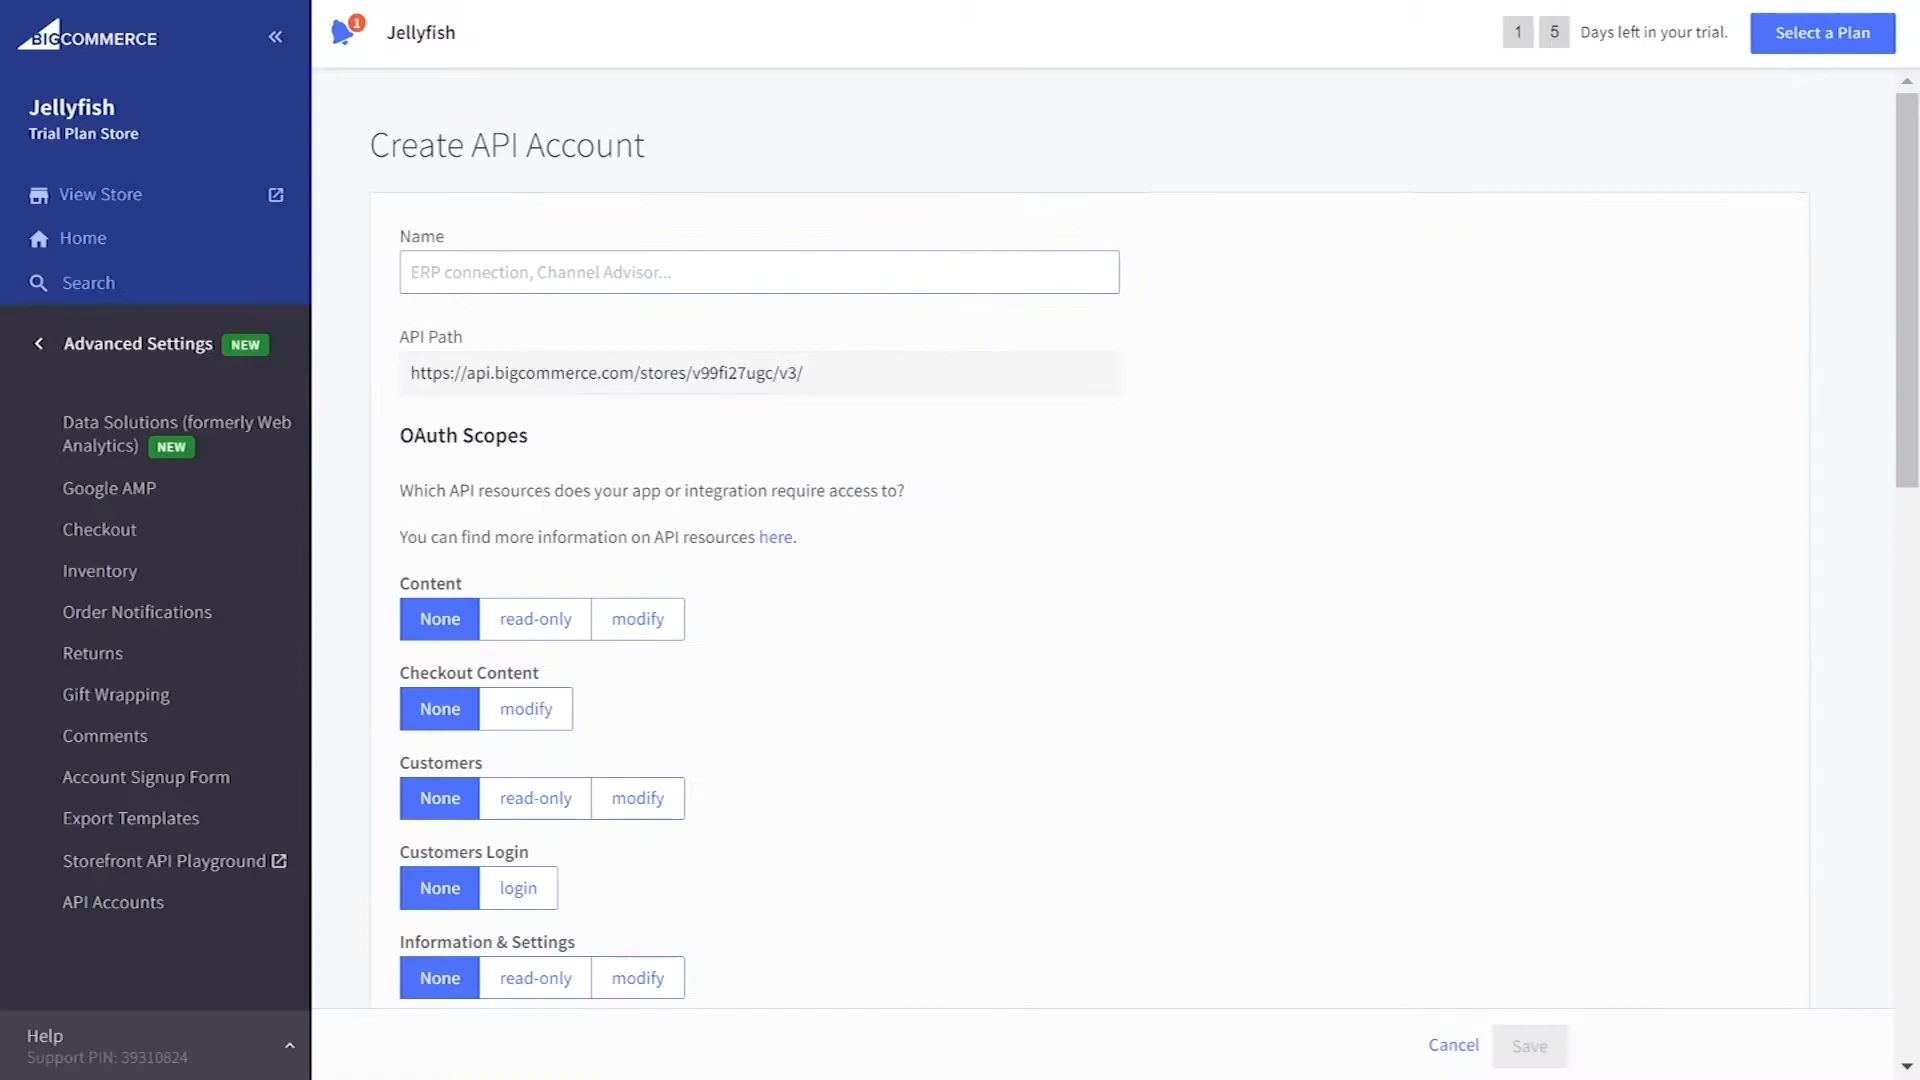 BIGCOMMERCE
«
1
Jellyfish
1 5 Days left in your trial.
Select a Plan
Jellyfish
Trial Plan Store
View Store
Home
Search
Advanced Settings NEW
Data Solutions (formerly Web
Analytics) NEW
Google AMP
Checkout
Inventory
Order Notifications
Returns
Gift Wrapping
Comments
Account Signup Form
Export Templates
Storefront API Playground
API Accounts
Help
Support PIN: 39310824
Create API Account
Name
ERP connection, Channel Advisor...
API Path
https://api.bigcommerce.com/stores/v99fi27ugc/v3/
OAuth Scopes
Which API resources does your app or integration require access to?
You can find more information on API resources here.
Content
None read-only modify
Checkout Content
None modify
Customers
None read-only modify
Customers Login
None login
Information & Settings
None read-only modify
Cancel Save